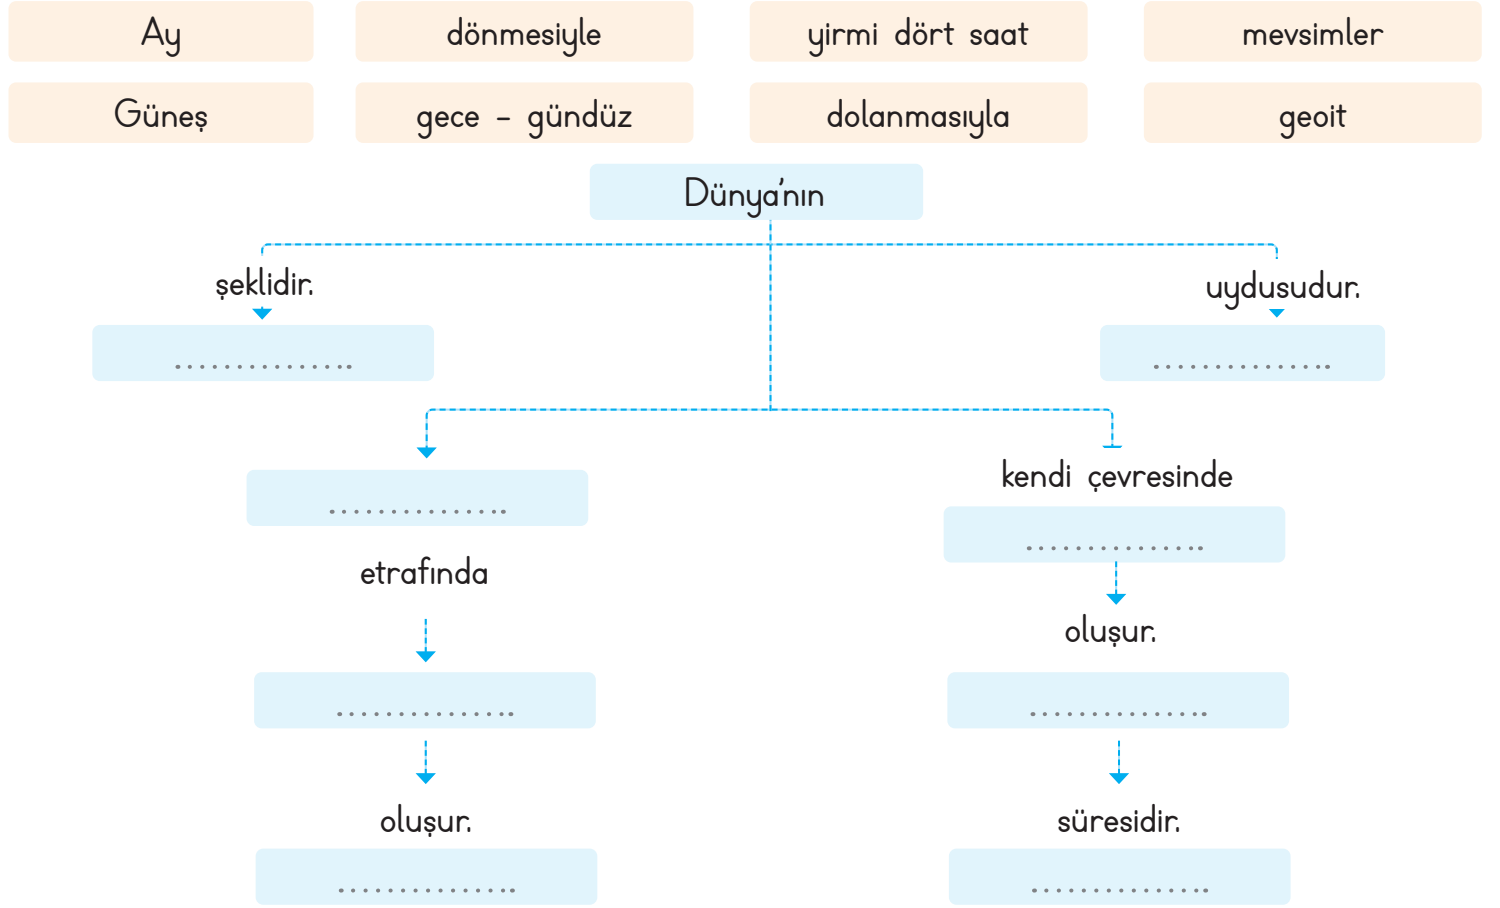 Ay dönmesiyle yirmi dört saat mevsimler
Güneş gece - gündüz dolanmasıyla geoit
Dünya'nın
şeklidir. uydusudur.
............... ...............
...............
kendi çevresinde
...............
etrafında
oluşur.
............... ...............
oluşur. süresidir.
............... ...............